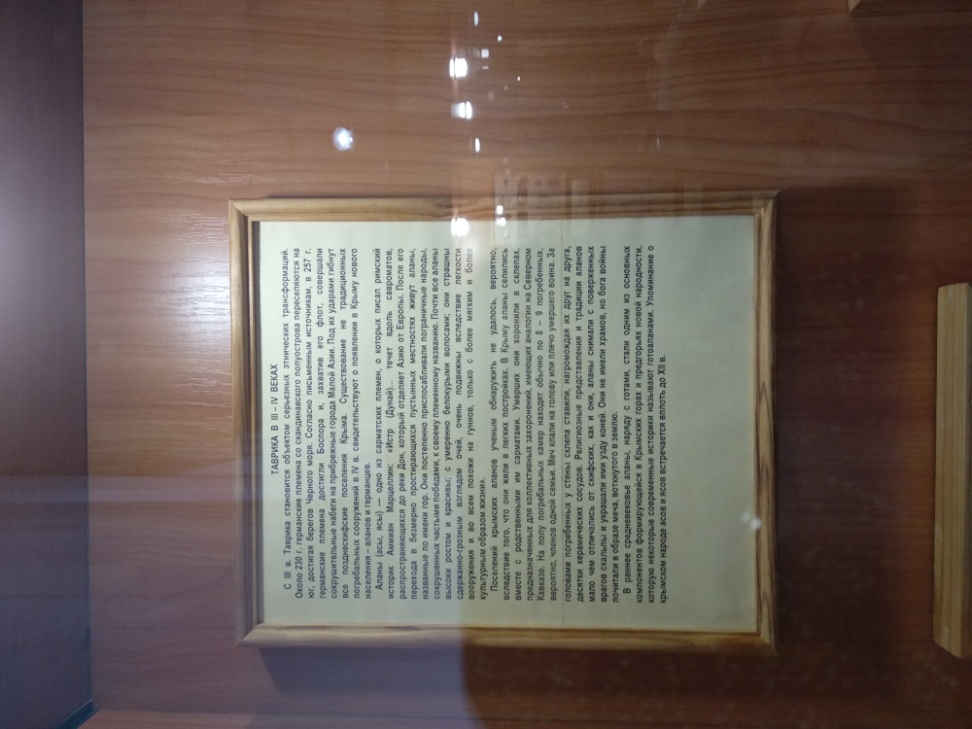 ТАВРИКА В III – IV ВЕКАХ
С III в. Таврика становится объектом серьезных этнических трансформаций.
Около 230 г. германские племена со скандинавского полуострова переселяются на
юг, достигая берегов Черного моря. Согласно письменным источникам, в 257 г.
германские племена достигли Боспора и, захватив его флот, совершали
сокрушительные набеги на прибрежные города Малой Азии. Под их ударами гибнут
все позднескифские поселения Крыма. Существование не традиционных
погребальных сооружений в IV в. свидетельствуют о появлении в Крыму нового
населения – аланов и германцев.
Аланы (асы, ясы) — одно из сарматских племен, о которых писал римский
историк Аммиан Марцеллин: «Истр (Дунай)... течет вдоль савроматов,
распространяющихся до реки Дон, который отделяет Азию от Европы. После его
перехода в безмерно простирающихся пустынных местностях живут аланы,
названные по имени гор. Они постепенно приспосабливали пограничные народы,
сокрушенных частыми победами, к своему племенному названию. Почти все аланы
высоки ростом и красивы; с умеренно белокурыми волосами; они страшны
сдержанно-грозным взглядом очей, очень подвижны вследствие легкости
вооружения и во всем похожи на гуннов, только с более мягким и более
культурным образом жизни».
Поселений крымских аланов ученым обнаружить не удалось, вероятно,
вследствие того, что они жили в легких постройках. В Крыму аланы селились
вместе с родственными им сарматами. Умерших они хоронили в склепах,
предназначенных для коллективных захоронений, имеющих аналогии на Северном
Кавказе. На полу погребальных камер находят обычно по 8 – 9 погребенных,
вероятно, членов одной семьи. Меч клали на голову или плечо умершего воина. За
головами погребенных у стены склепа ставили, нагромождая их друг на друга,
десятки керамических сосудов. Религиозные представления и традиции аланов
мало чем отличались от скифских, как и они, аланы снимали с поверженных
врагов скальпы и украшали ими узду коней. Они не имели храмов, но бога войны
почитали в образе меча, воткнутого в землю.
В раннее средневековье аланы, наряду с готами, стали одним из основных
компонентов формирующейся в Крымских горах и предгорьях новой народности,
которую некоторые современные историки называют готоаланами. Упоминание о
крымском народе асов и ясов встречается вплоть до XII в.